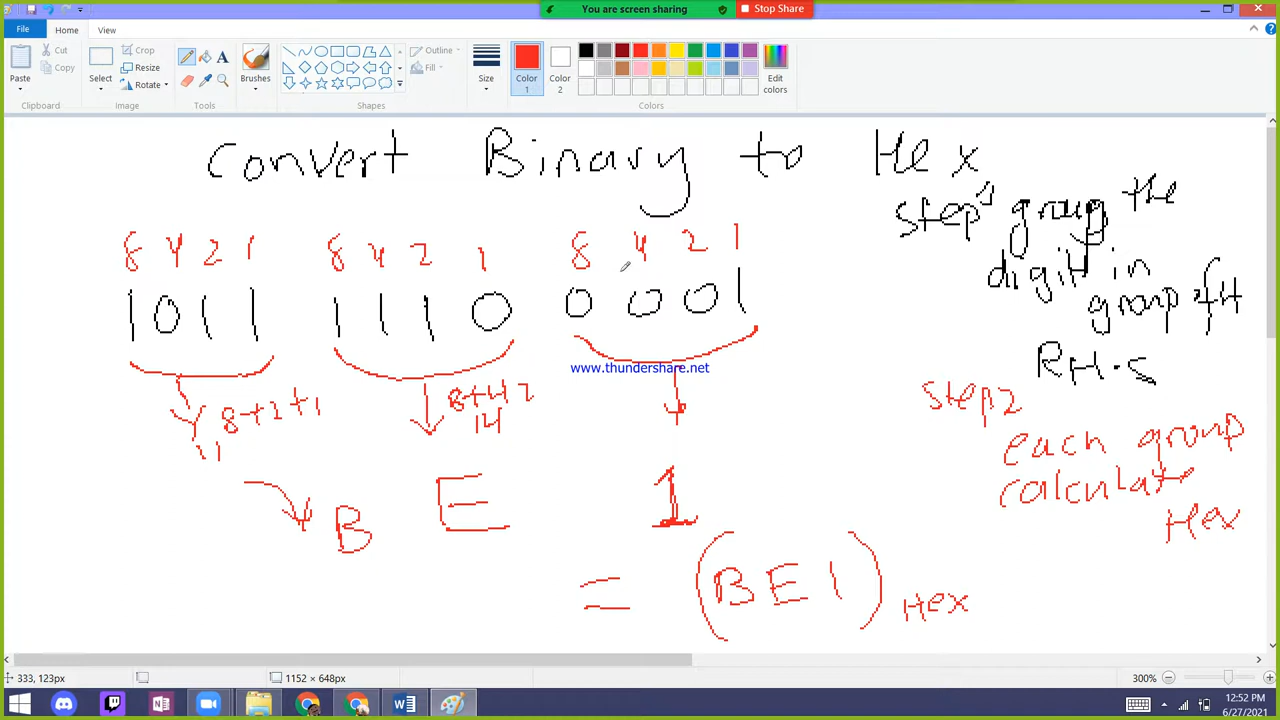 You are screen sharing Stop Share
File Home View
Paste Cut Copy Select Crop Resize Rotate Brushes Outline Fill Size Color 1 Color 2 Edit colors
Clipboard Image Tools Shapes Colors
Convert Binary to Hex
step's group the
digit in
group of 4
R.H.S
8 4 2 1 8 4 2 1 8 4 2 1
1 0 1 1 1 1 1 0 0 0 0 1
www.thundershare.net
8+2+1
11
8+4+2
14
step2
each group
calculate
Hex
B E 1
= (BE1) Hex
333, 123px 1152 × 648px 300%
12:52 PM
6/27/2021